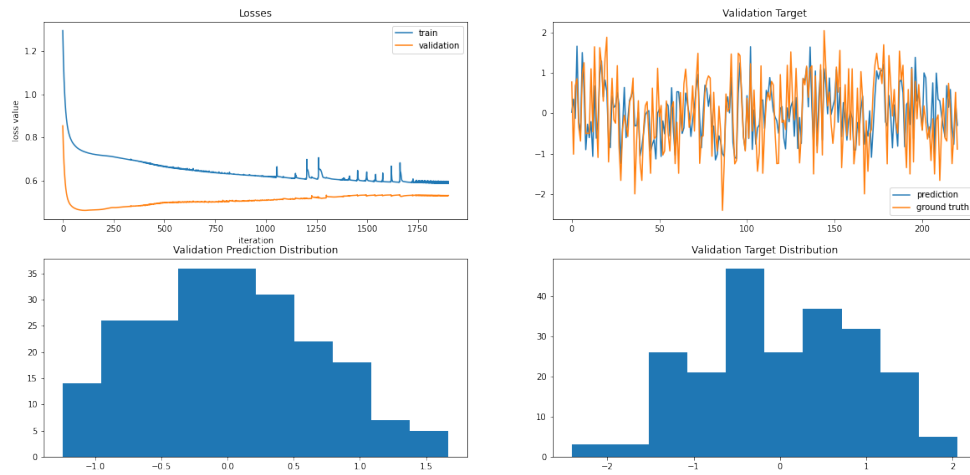 Losses
train
validation
loss value
1.2
1.0
0.8
0.6
0 250 500 750 1000 1250 1500 1750
iteration
Validation Target
2
1
0
−1
−2
prediction
ground truth
0 50 100 150 200
Validation Prediction Distribution
35
30
25
20
15
10
5
0
−1.0 −0.5 0.0 0.5 1.0 1.5
Validation Target Distribution
40
30
20
10
0
−2 −1 0 1 2